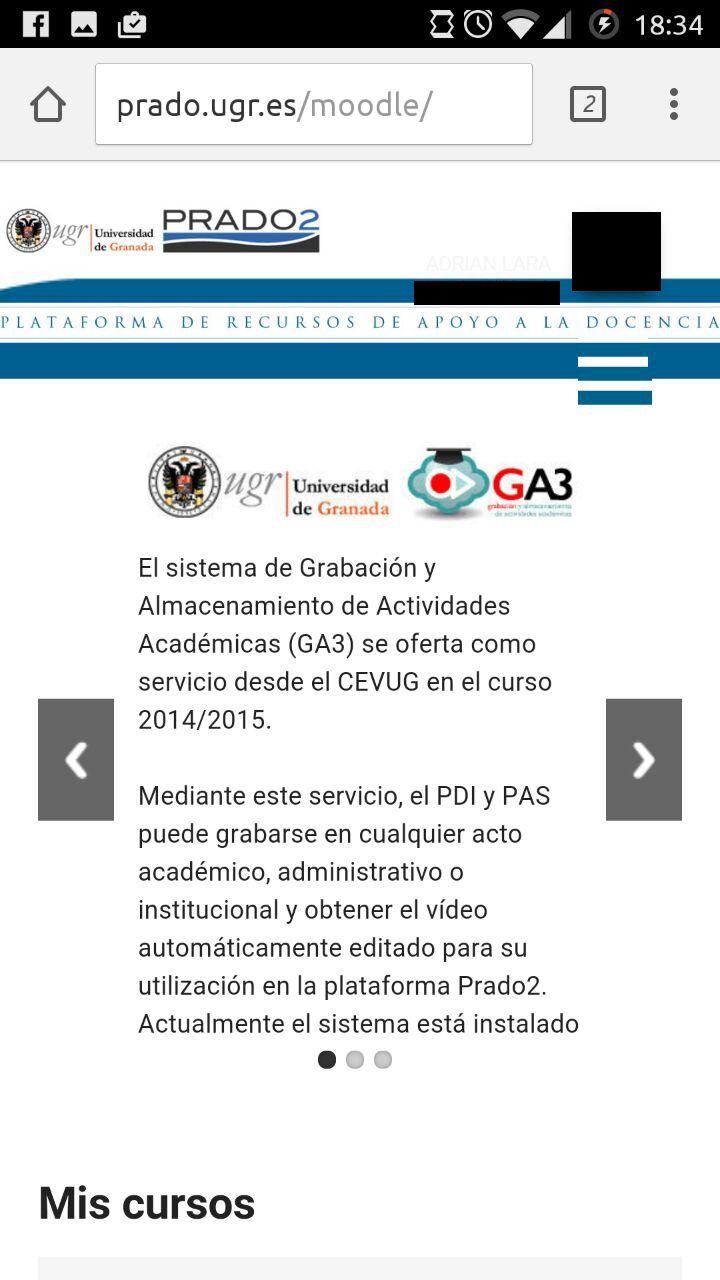 18:34
prado.ugr.es/moodle/
2
ugr Universidad de Granada
PRADO2
ADRIAN LARA
PLATAFORMA DE RECURSOS DE APOYO A LA DOCENCIA
ugr Universidad de Granada
GA3
grabación y almacenamiento
de actividades académicas
El sistema de Grabación y
Almacenamiento de Actividades
Académicas (GA3) se oferta como
servicio desde el CEVUG en el curso
2014/2015.
Mediante este servicio, el PDI y PAS
puede grabarse en cualquier acto
académico, administrativo o
institucional y obtener el vídeo
automáticamente editado para su
utilización en la plataforma Prado2.
Actualmente el sistema está instalado
Mis cursos